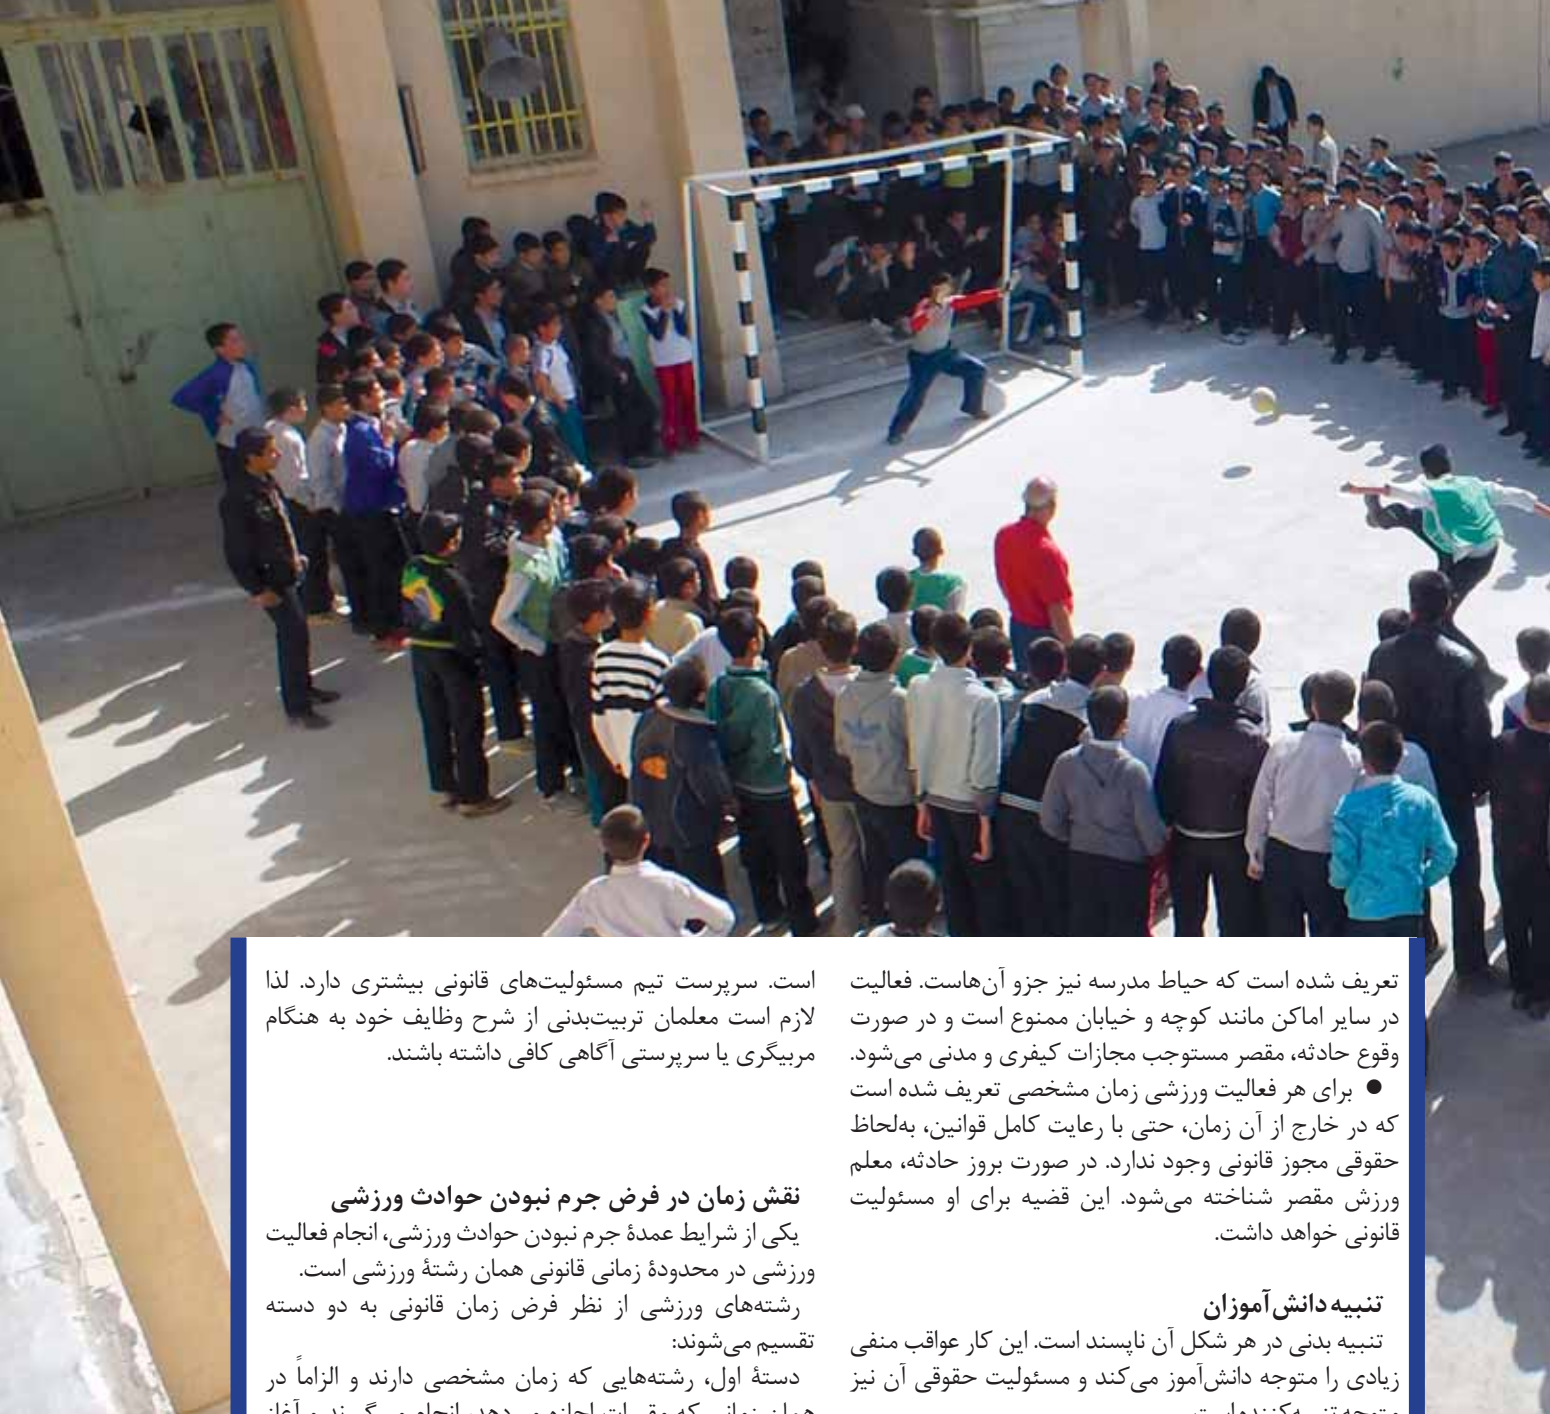 تعریف شده است که حیاط مدرسه نیز جزو آن‌هاست. فعالیت
در سایر اماکن مانند کوچه و خیابان ممنوع است و در صورت
وقوع حادثه، مقصر مستوجب مجازات کیفری و مدنی می‌شود.
● برای هر فعالیت ورزشی زمان مشخصی تعریف شده است
که در خارج از آن زمان، حتی با رعایت کامل قوانین، به‌لحاظ
حقوقی مجوز قانونی وجود ندارد. در صورت بروز حادثه، معلم
ورزش مقصر شناخته می‌شود. این قضیه برای او مسئولیت
قانونی خواهد داشت.
تنبیه دانش‌آموزان
تنبیه بدنی در هر شکل آن ناپسند است. این کار عواقب منفی
زیادی را متوجه دانش‌آموز می‌کند و مسئولیت حقوقی آن نیز
است. سرپرست تیم مسئولیت‌های قانونی بیشتری دارد. لذا
لازم است معلمان تربیت‌بدنی از شرح وظایف خود به هنگام
مربیگری یا سرپرستی آگاهی کافی داشته باشند.
نقش زمان در فرض جرم نبودن حوادث ورزشی
یکی از شرایط عمدۀ جرم نبودن حوادث ورزشی، انجام فعالیت
ورزشی در محدودۀ زمانی قانونی همان رشتۀ ورزشی است.
رشته‌های ورزشی از نظر فرض زمان قانونی به دو دسته
تقسیم می‌شوند:
دستۀ اول، رشته‌هایی که زمان مشخصی دارند و الزاماً در